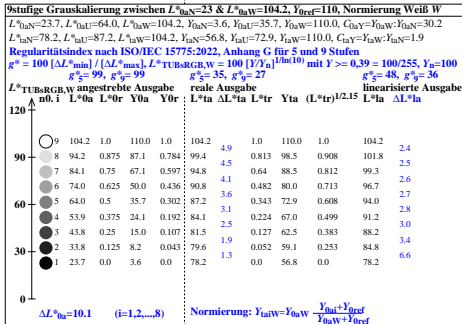 9stufige Grauskalierung zwischen L*0aN=23 & L*0aW=104.2, Y0ref=110, Normierung Weiß W
L*0aN=23.7, L*0aU=64.0, L*0aW=104.2, Y0aN=3.6, Y0aU=35.7, Y0aW=110.0, C0aY=Y0aW:Y0aN=30.2
L*taN=78.2, L*taU=87.2, L*taW=104.2, YtaN=56.8, YtaU=72.9, YtaW=110.0, CtaY=YtaW:YtaN=1.9
Regularitätsindex nach ISO/IEC 15775:2022, Anhang G für 5 und 9 Stufen
g* = 100 [ΔL*min] / [ΔL*max], L*TUBsRGB,W = 100 [Y/Yn]1/ln(10) mit Y >= 0,39 = 100/255, Yn=100
g*5= 99, g*9= 99 g*5= 35, g*9= 27 g*5= 48, g*9= 36
L*TUBsRGB,W angestrebte Ausgabe reale Ausgabe linearisierte Ausgabe
n0. i L*0a L*0r Y0a Y0r L*ta ΔL*ta L*tr Yta (L*tr)1/2.15 L*la ΔL*la
120
9 104.2 1.0 110.0 1.0 104.2 1.0 110.0 1.0 104.2
4.9 2.4
8 94.2 0.875 87.1 0.784 99.4 0.813 98.5 0.908 101.8
90
4.5 2.5
7 84.1 0.75 67.1 0.597 94.8 0.64 88.5 0.812 99.3
4.1 2.6
6 74.0 0.625 50.0 0.436 90.8 0.482 80.0 0.713 96.7
3.6 2.7
60
5 64.0 0.5 35.7 0.302 87.2 0.343 72.9 0.608 94.0
3.1 2.8
4 53.9 0.375 24.1 0.192 84.1 0.224 67.0 0.499 91.2
2.5 3.0
3 43.8 0.25 15.0 0.107 81.5 0.127 62.5 0.383 88.2
1.9 3.4
30
2 33.8 0.125 8.2 0.043 79.6 0.052 59.1 0.253 84.8
1.3 6.6
1 23.7 0.0 3.6 0.0 78.2 0.0 56.8 0.0 78.2
0
ΔL*0a=10.1 (i=1,2,...,8) Normierung: YtaiW=Y0aW Y0ai+Y0ref
Y0aW+Y0ref